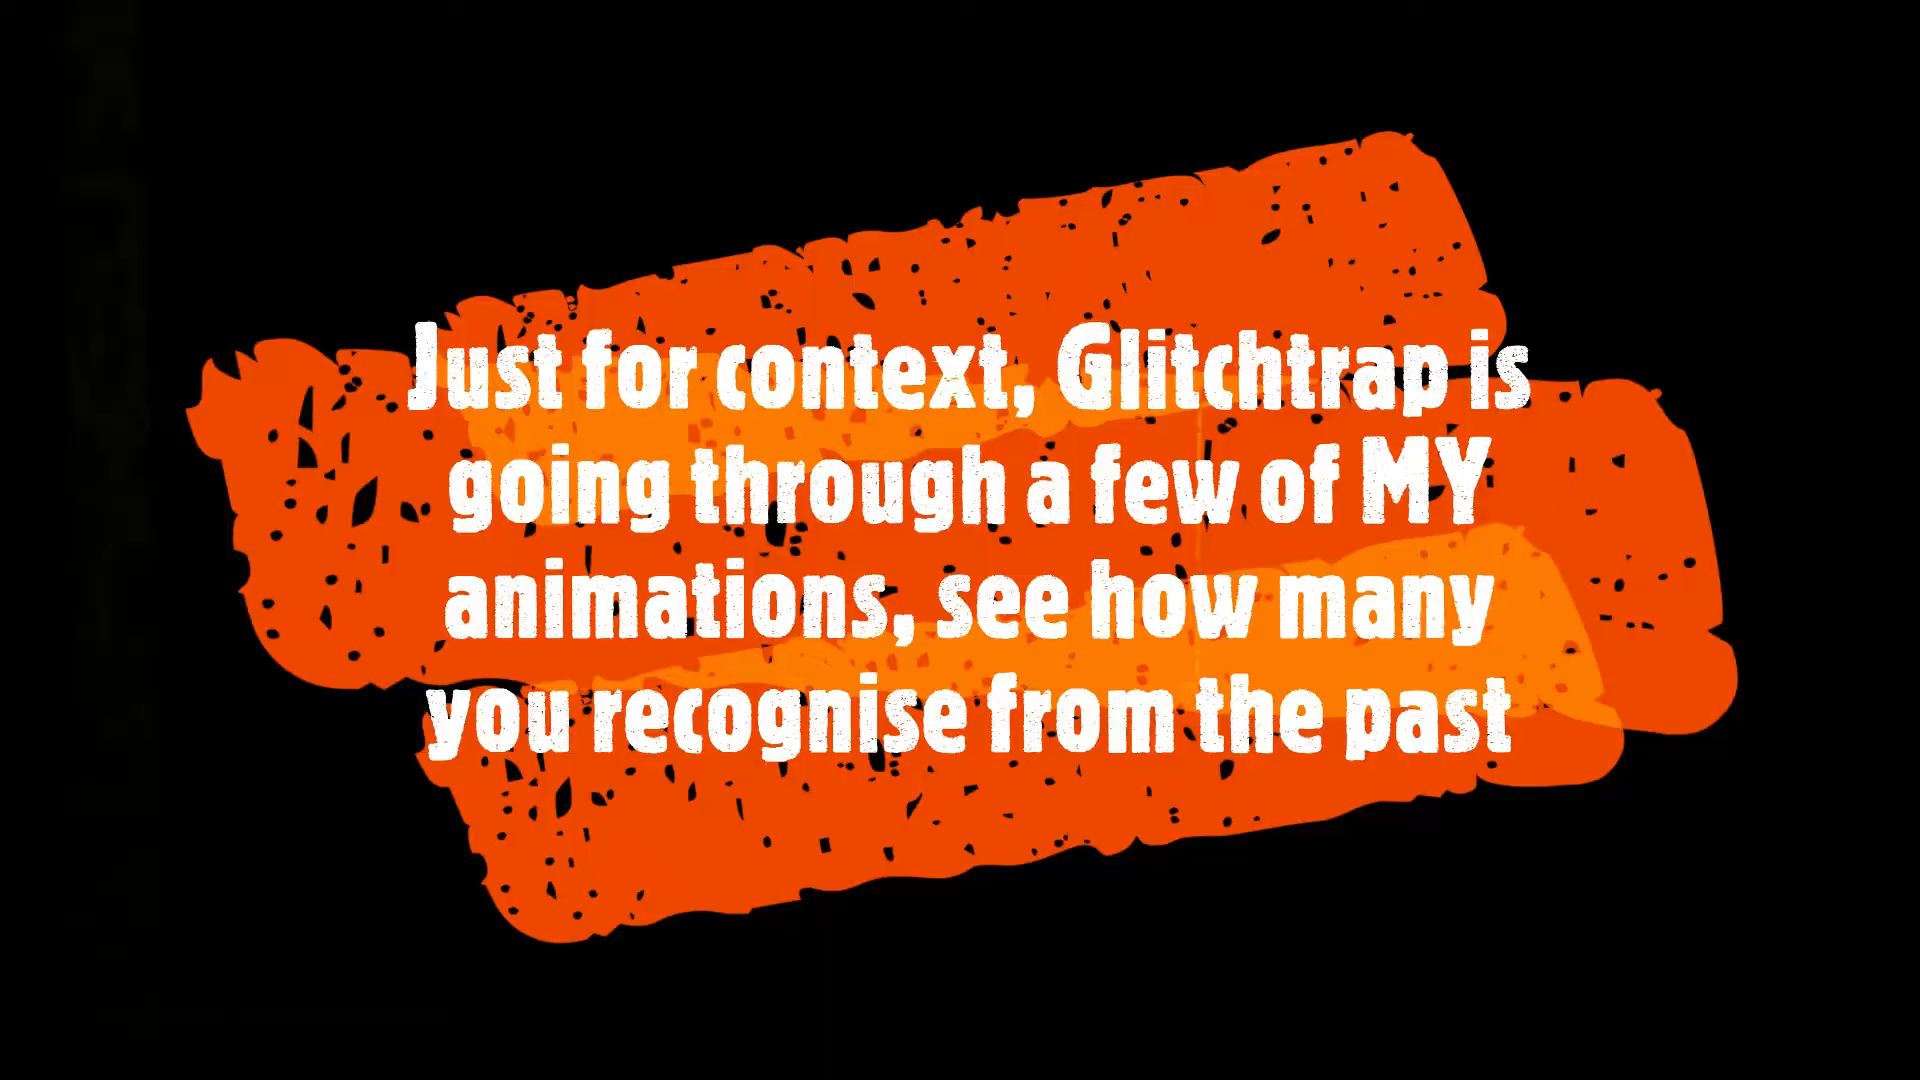 Just for context, Glitchtrap is
going through a few of MY
animations, see how many
you recognise from the past